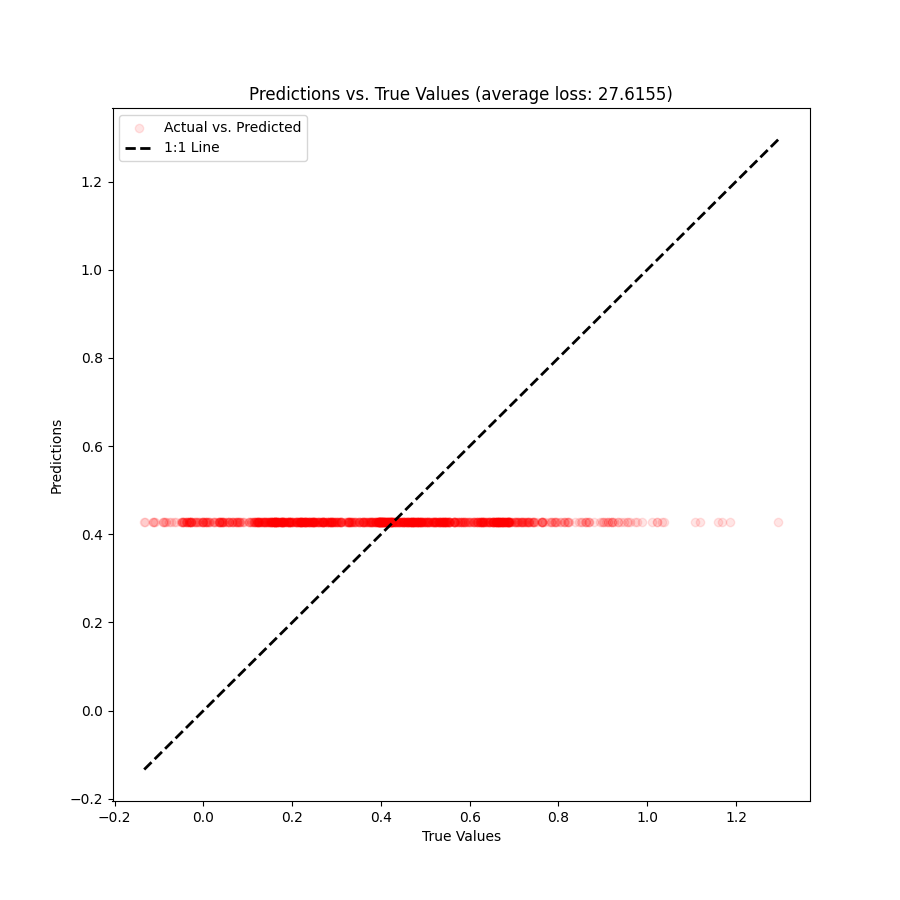 Predictions vs. True Values (average loss: 27.6155)
Actual vs. Predicted
1:1 Line
1.2
1.0
0.8
0.6
0.4
0.2
0.0
−0.2
Predictions
−0.2 0.0 0.2 0.4 0.6 0.8 1.0 1.2
True Values